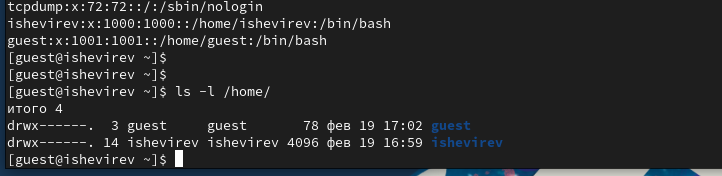 tcpdump:x:72:72::/:/sbin/nologin
ishevirev:x:1000:1000::/home/ishevirev:/bin/bash
guest:x:1001:1001::/home/guest:/bin/bash
[guest@ishevirev ~]$
[guest@ishevirev ~]$
[guest@ishevirev ~]$ ls -l /home/
итого 4
drwx------.  3 guest     guest       78 фев 19 17:02 guest
drwx------. 14 ishevirev ishevirev 4096 фев 19 16:59 ishevirev
[guest@ishevirev ~]$